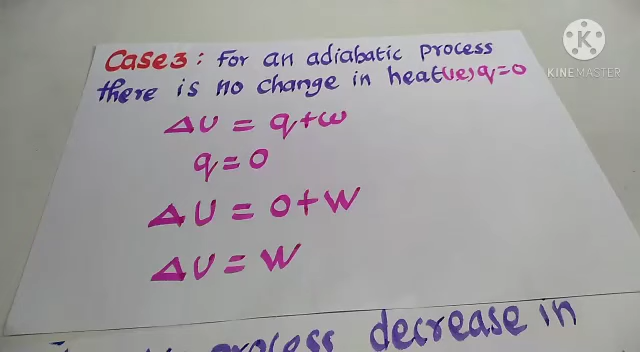 Case3: For an adiabatic process
there is no change in heat(ie) q=0
ΔU = q+w
q=0
ΔU = 0+W
ΔU = W
process decrease in
KINEMASTER